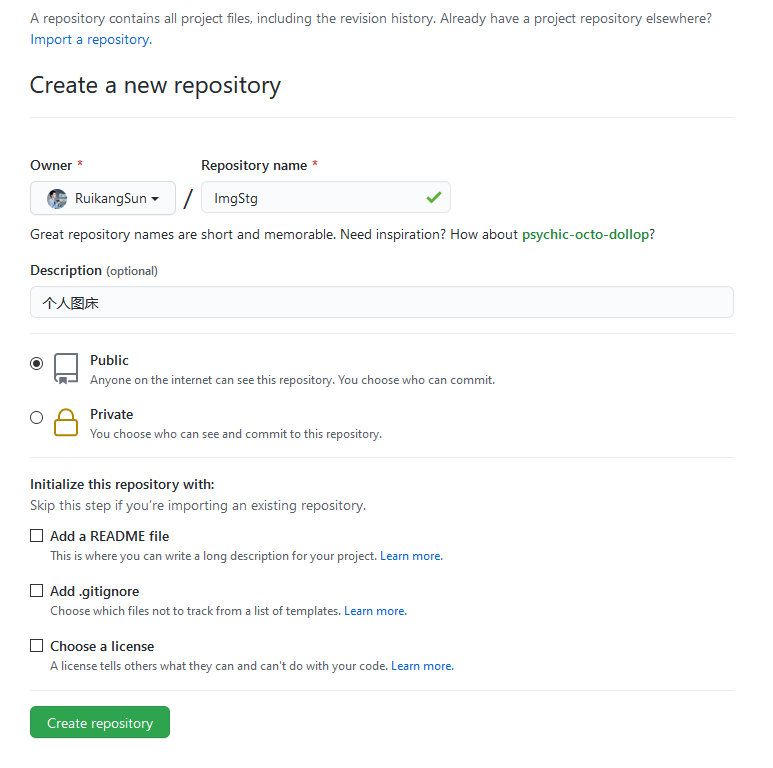 A repository contains all project files, including the revision history. Already have a project repository elsewhere?
Import a repository.
Create a new repository
Owner * Repository name *
RuikangSun / ImgStg
Great repository names are short and memorable. Need inspiration? How about psychic-octo-dollop?
Description (optional)
个人图床
Public
Anyone on the internet can see this repository. You choose who can commit.
Private
You choose who can see and commit to this repository.
Initialize this repository with:
Skip this step if you're importing an existing repository.
Add a README file
This is where you can write a long description for your project. Learn more.
Add .gitignore
Choose which files not to track from a list of templates. Learn more.
Choose a license
A license tells others what they can and can't do with your code. Learn more.
Create repository